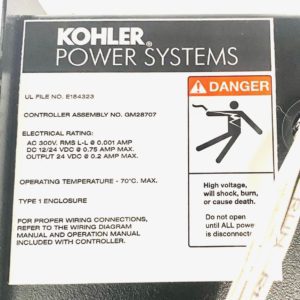 KOHLER®
POWER SYSTEMS
UL FILE NO. E184323
CONTROLLER ASSEMBLY NO. GM28707
ELECTRICAL RATING:
AC 300V. RMS L-L @ 0.001 AMP
DC 12/24 VDC @ 0.75 AMP MAX.
OUTPUT 24 VDC @ 0.2 AMP MAX.
OPERATING TEMPERATURE - 70°C. MAX.
TYPE 1 ENCLOSURE
FOR PROPER WIRING CONNECTIONS,
REFER TO THE WIRING DIAGRAM
MANUAL AND OPERATION MANUAL
INCLUDED WITH CONTROLLER.
DANGER
High voltage,
will shock, burn,
or cause death.
Do not open
until ALL power
is disconnected